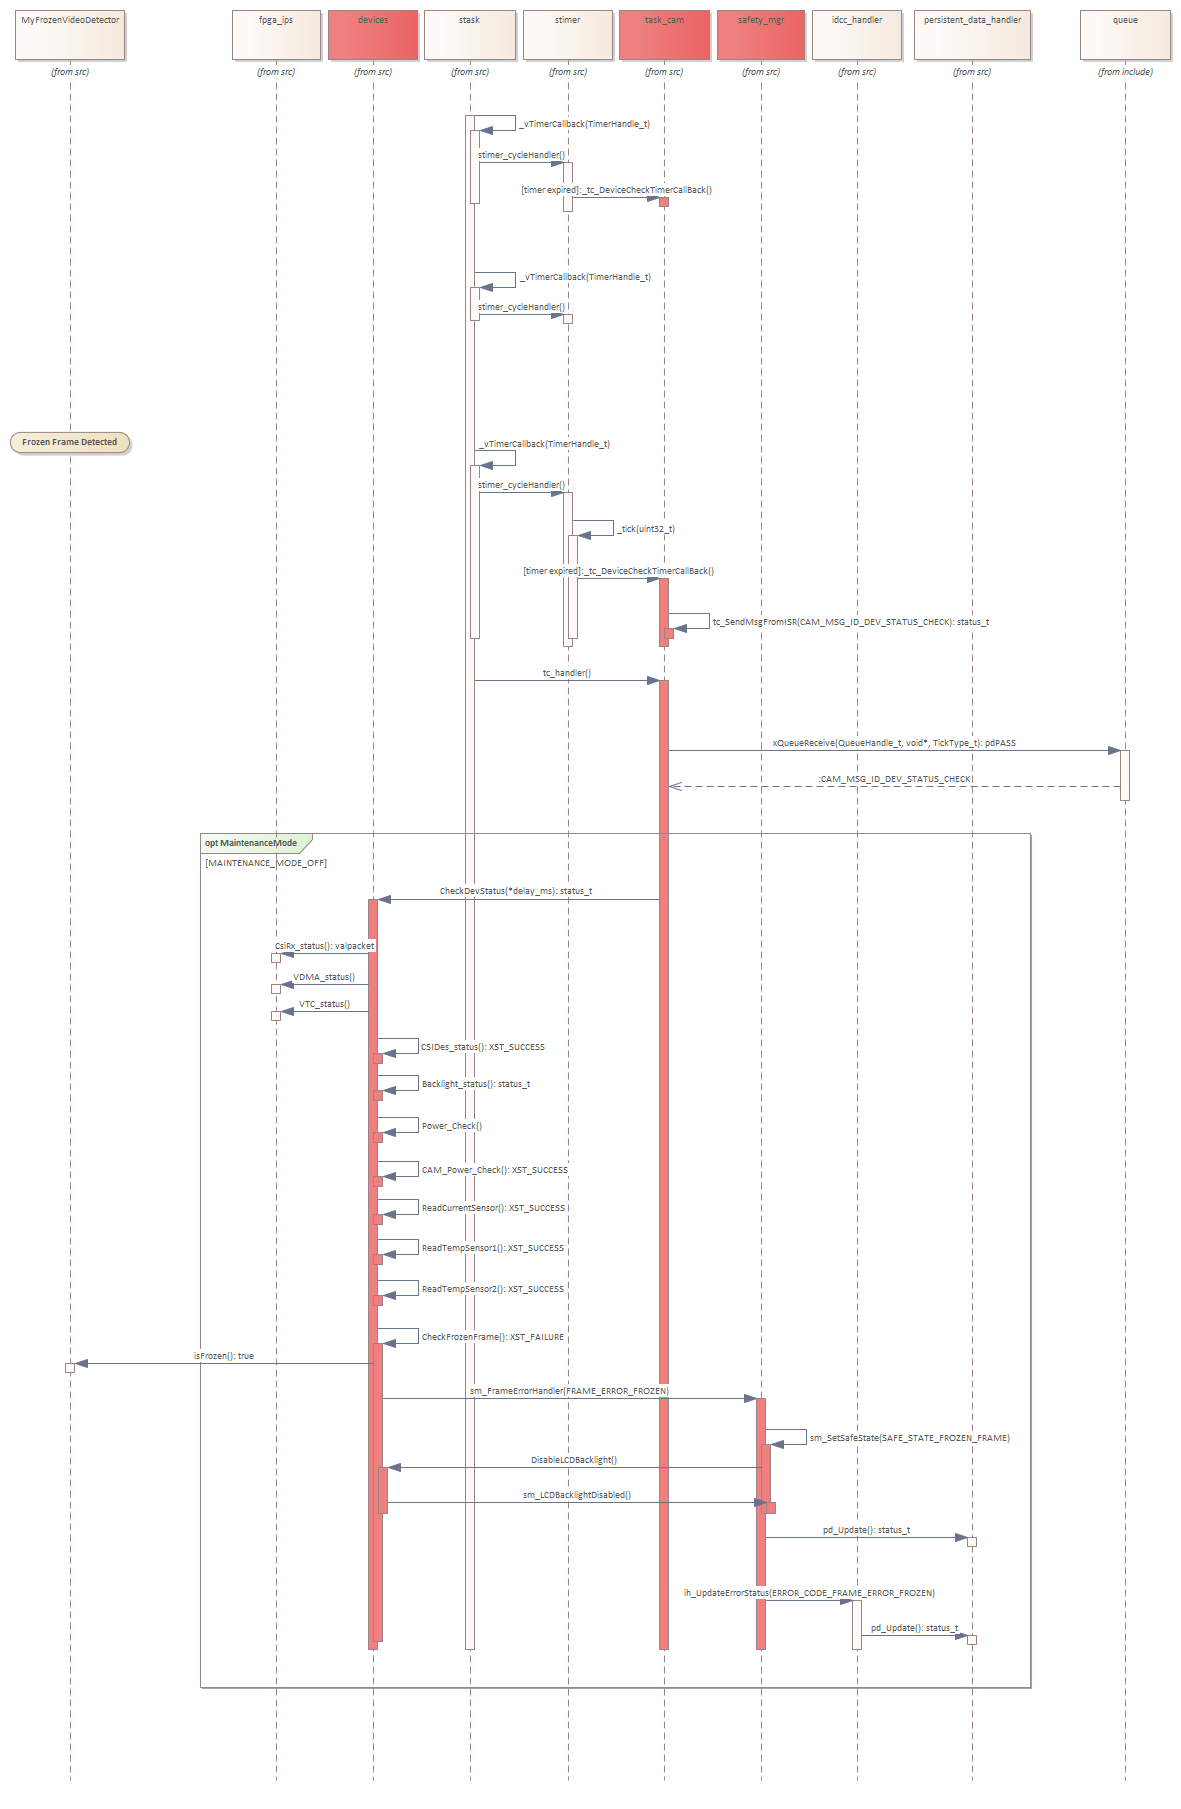 MyFrozenVideoDetector
fpga_ips
devices
stask
stimer
task_cam
safety_mgr
idcc_handler
persistent_data_handler
queue
(from src)
(from src)
(from src)
(from src)
(from src)
(from src)
(from src)
(from src)
(from src)
(from include)
_vTimerCallback(TimerHandle_t)
stimer_cycleHandler()
[timer expired]:_tc_DeviceCheckTimerCallBack()
_vTimerCallback(TimerHandle_t)
stimer_cycleHandler()
Frozen Frame Detected
_vTimerCallback(TimerHandle_t)
stimer_cycleHandler()
_tick(uint32_t)
[timer expired]:_tc_DeviceCheckTimerCallBack()
tc_SendMsgFromISR(CAM_MSG_ID_DEV_STATUS_CHECK): status_t
tc_handler()
xQueueReceive(QueueHandle_t, void*, TickType_t): pdPASS
:CAM_MSG_ID_DEV_STATUS_CHECK
opt MaintenanceMode
[MAINTENANCE_MODE_OFF]
CheckDevStatus(*delay_ms): status_t
CsiRx_status(): valpacket
VDMA_status()
VTC_status()
CSIDes_status(): XST_SUCCESS
Backlight_status(): status_t
Power_Check()
CAM_Power_Check(): XST_SUCCESS
ReadCurrentSensor(): XST_SUCCESS
ReadTempSensor1(): XST_SUCCESS
ReadTempSensor2(): XST_SUCCESS
CheckFrozenFrame(): XST_FAILURE
isFrozen(): true
sm_FrameErrorHandler(FRAME_ERROR_FROZEN)
sm_SetSafeState(SAFE_STATE_FROZEN_FRAME)
DisableLCDBacklight()
sm_LCDBacklightDisabled()
pd_Update(): status_t
ih_UpdateErrorStatus(ERROR_CODE_FRAME_ERROR_FROZEN)
pd_Update(): status_t